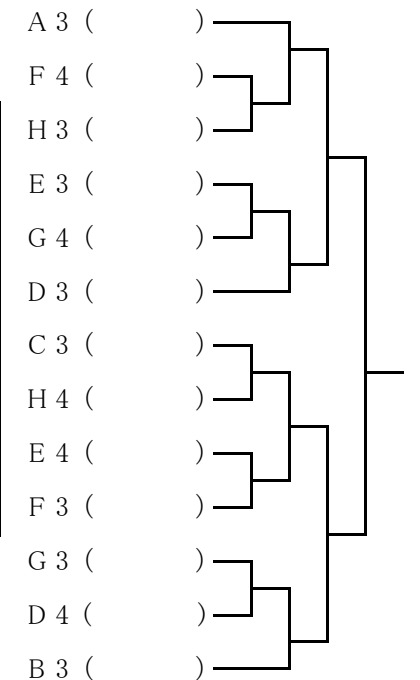 A 3 (　　　)
F 4 (　　　)
H 3 (　　　)
E 3 (　　　)
G 4 (　　　)
D 3 (　　　)
C 3 (　　　)
H 4 (　　　)
E 4 (　　　)
F 3 (　　　)
G 3 (　　　)
D 4 (　　　)
B 3 (　　　)